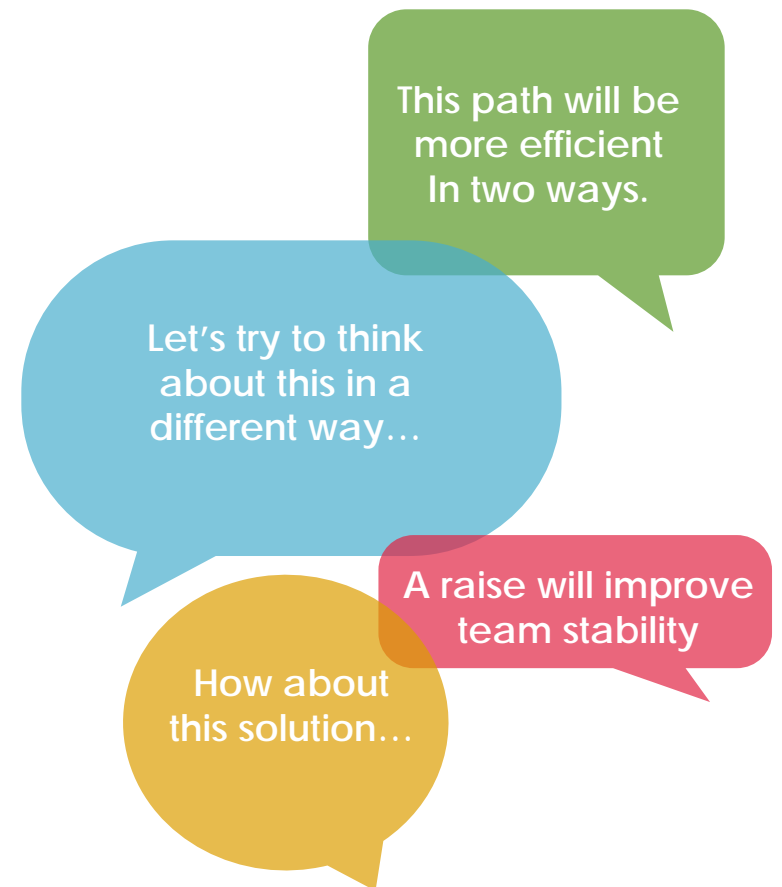 This path will be
more efficient
In two ways.
Let's try to think
about this in a
different way…
A raise will improve
team stability
How about
this solution…